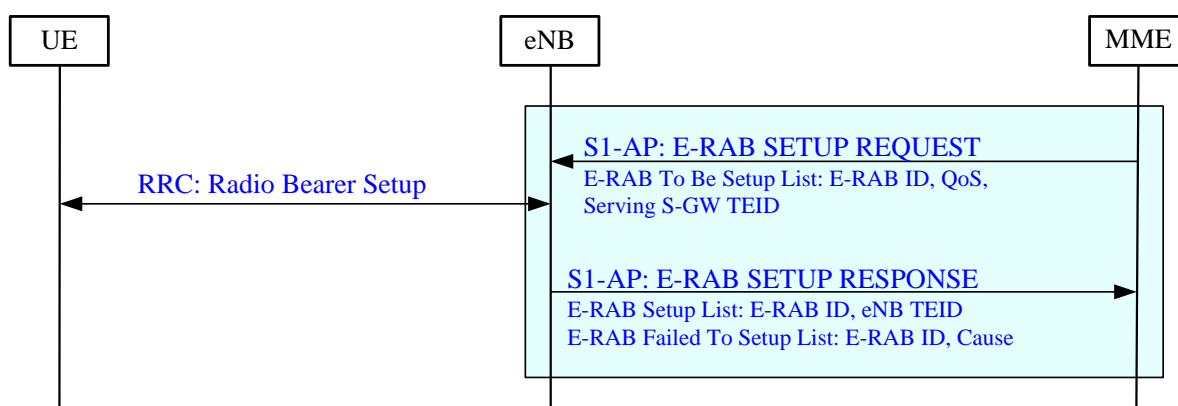 UE
eNB
MME
S1-AP: E-RAB SETUP REQUEST
E-RAB To Be Setup List: E-RAB ID, QoS,
Serving S-GW TEID
RRC: Radio Bearer Setup
S1-AP: E-RAB SETUP RESPONSE
E-RAB Setup List: E-RAB ID, eNB TEID
E-RAB Failed To Setup List: E-RAB ID, Cause